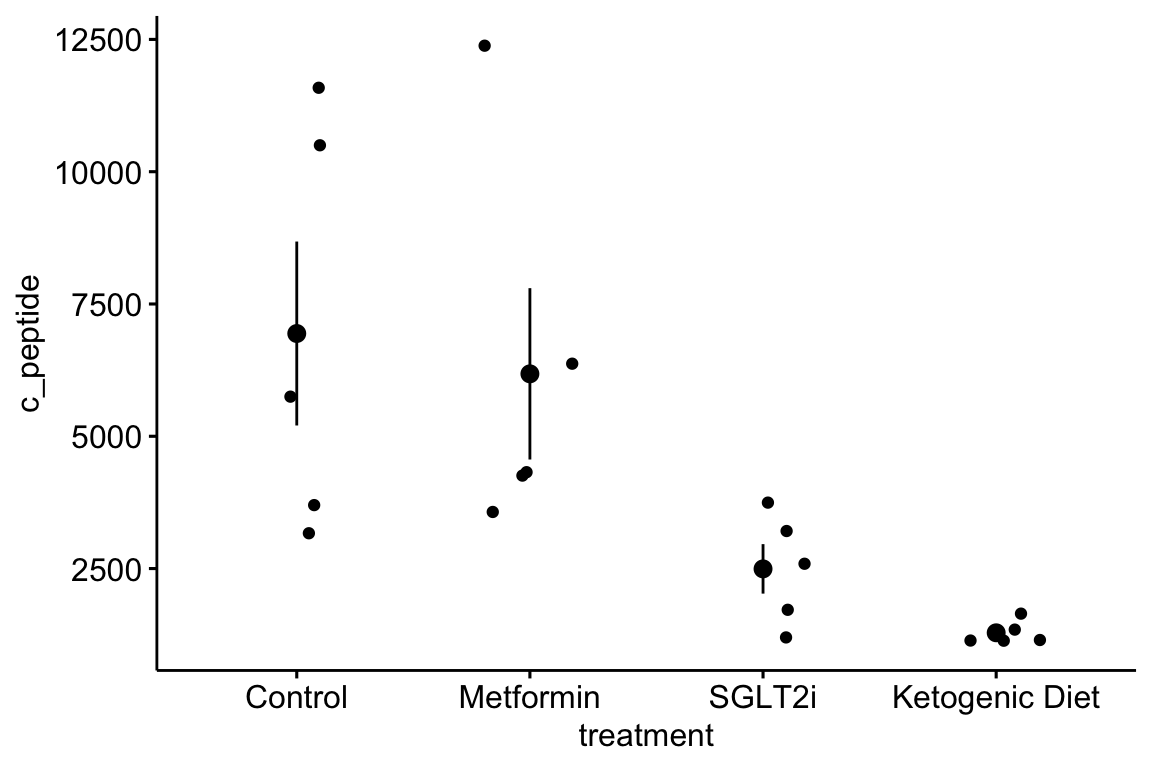 12500
10000
7500
5000
2500
c_peptide
Control Metformin SGLT2i Ketogenic Diet
treatment